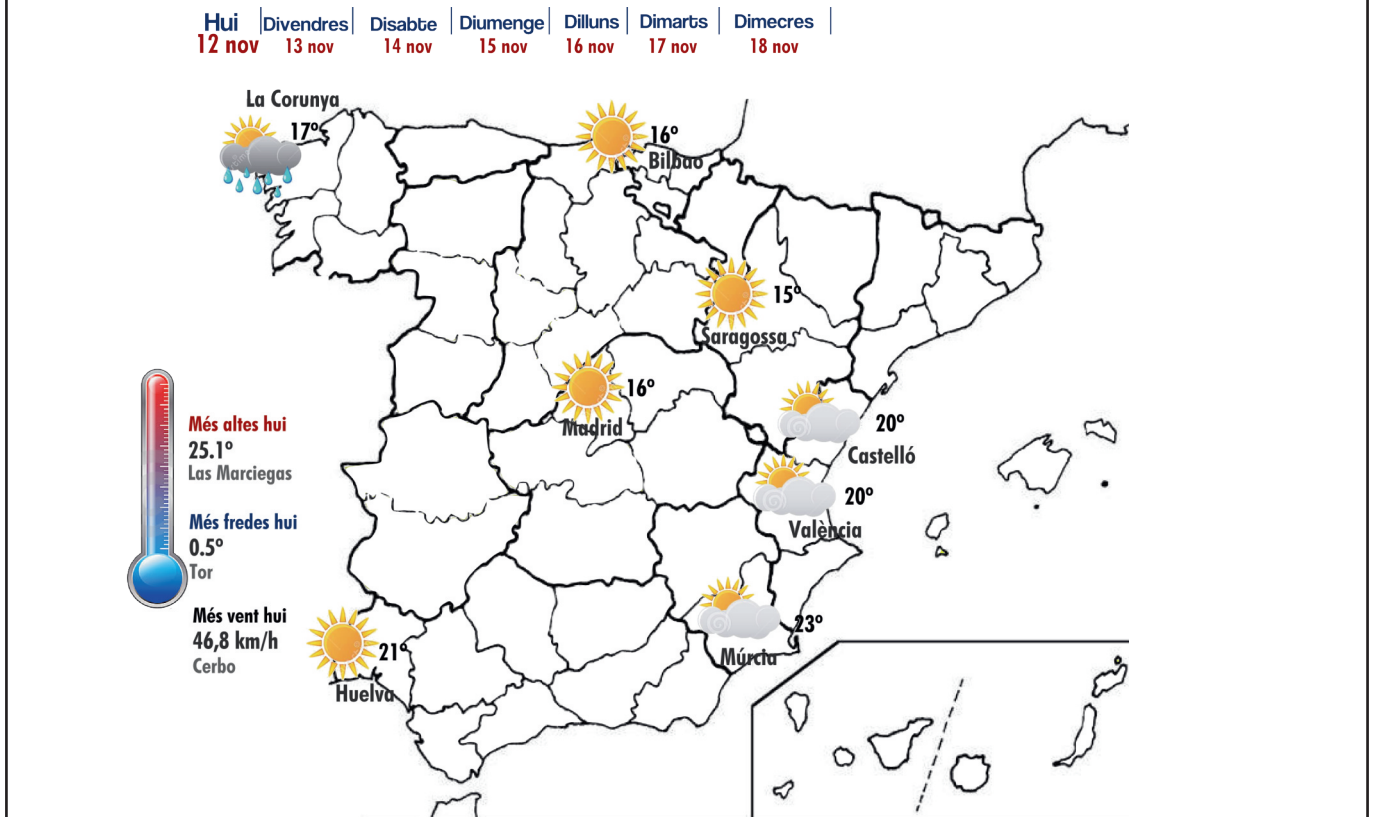 Hui Divendres Disabte Diumenge Dilluns Dimarts Dimecres
12 nov 13 nov 14 nov 15 nov 16 nov 17 nov 18 nov
La Corunya
17º
16º
Bilbao
15º
Saragossa
16º
Madrid
20º
Castelló
20º
València
23º
Múrcia
21º
Huelva
Més altes hui
25.1º
Las Marciegas
Més fredes hui
0.5º
Tor
Més vent hui
46,8 km/h
Cerbo